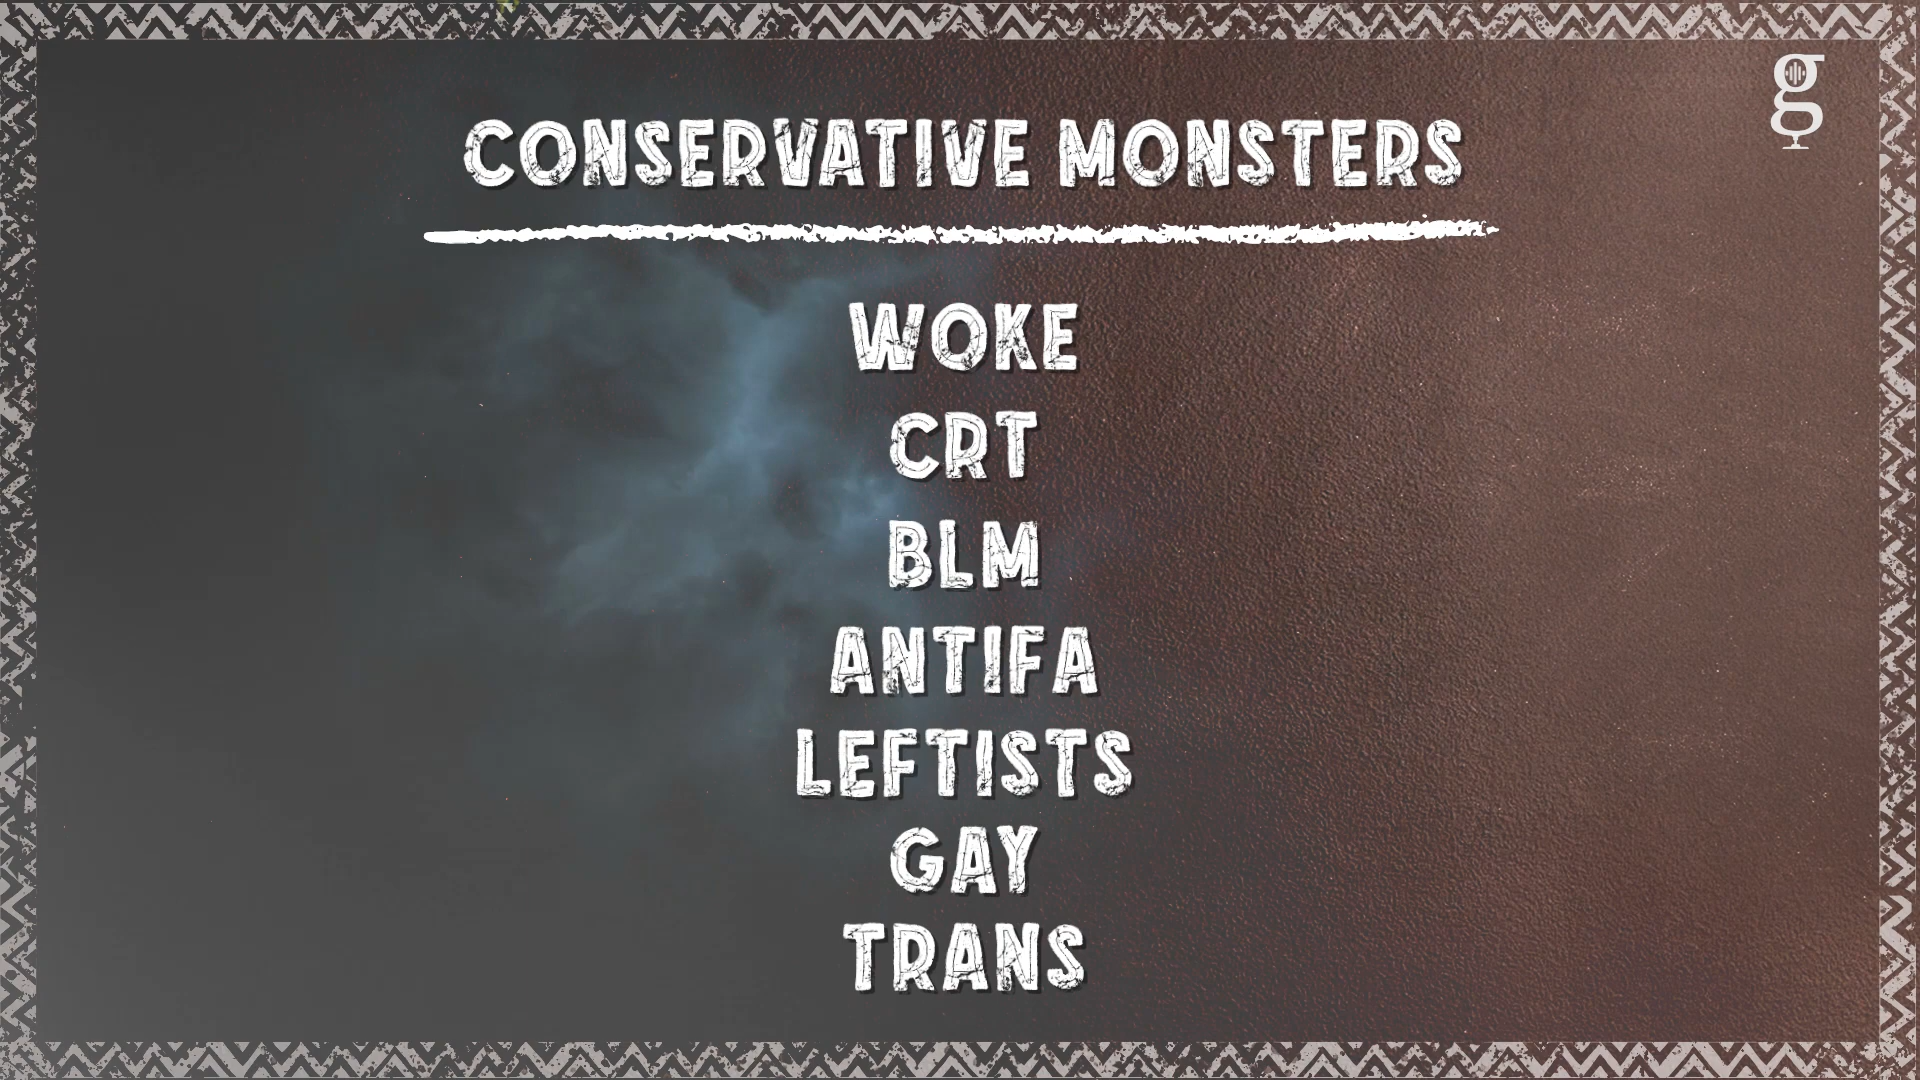 g
CONSERVATIVE MONSTERS
WOKE
CRT
BLM
ANTIFA
LEFTISTS
GAY
TRANS